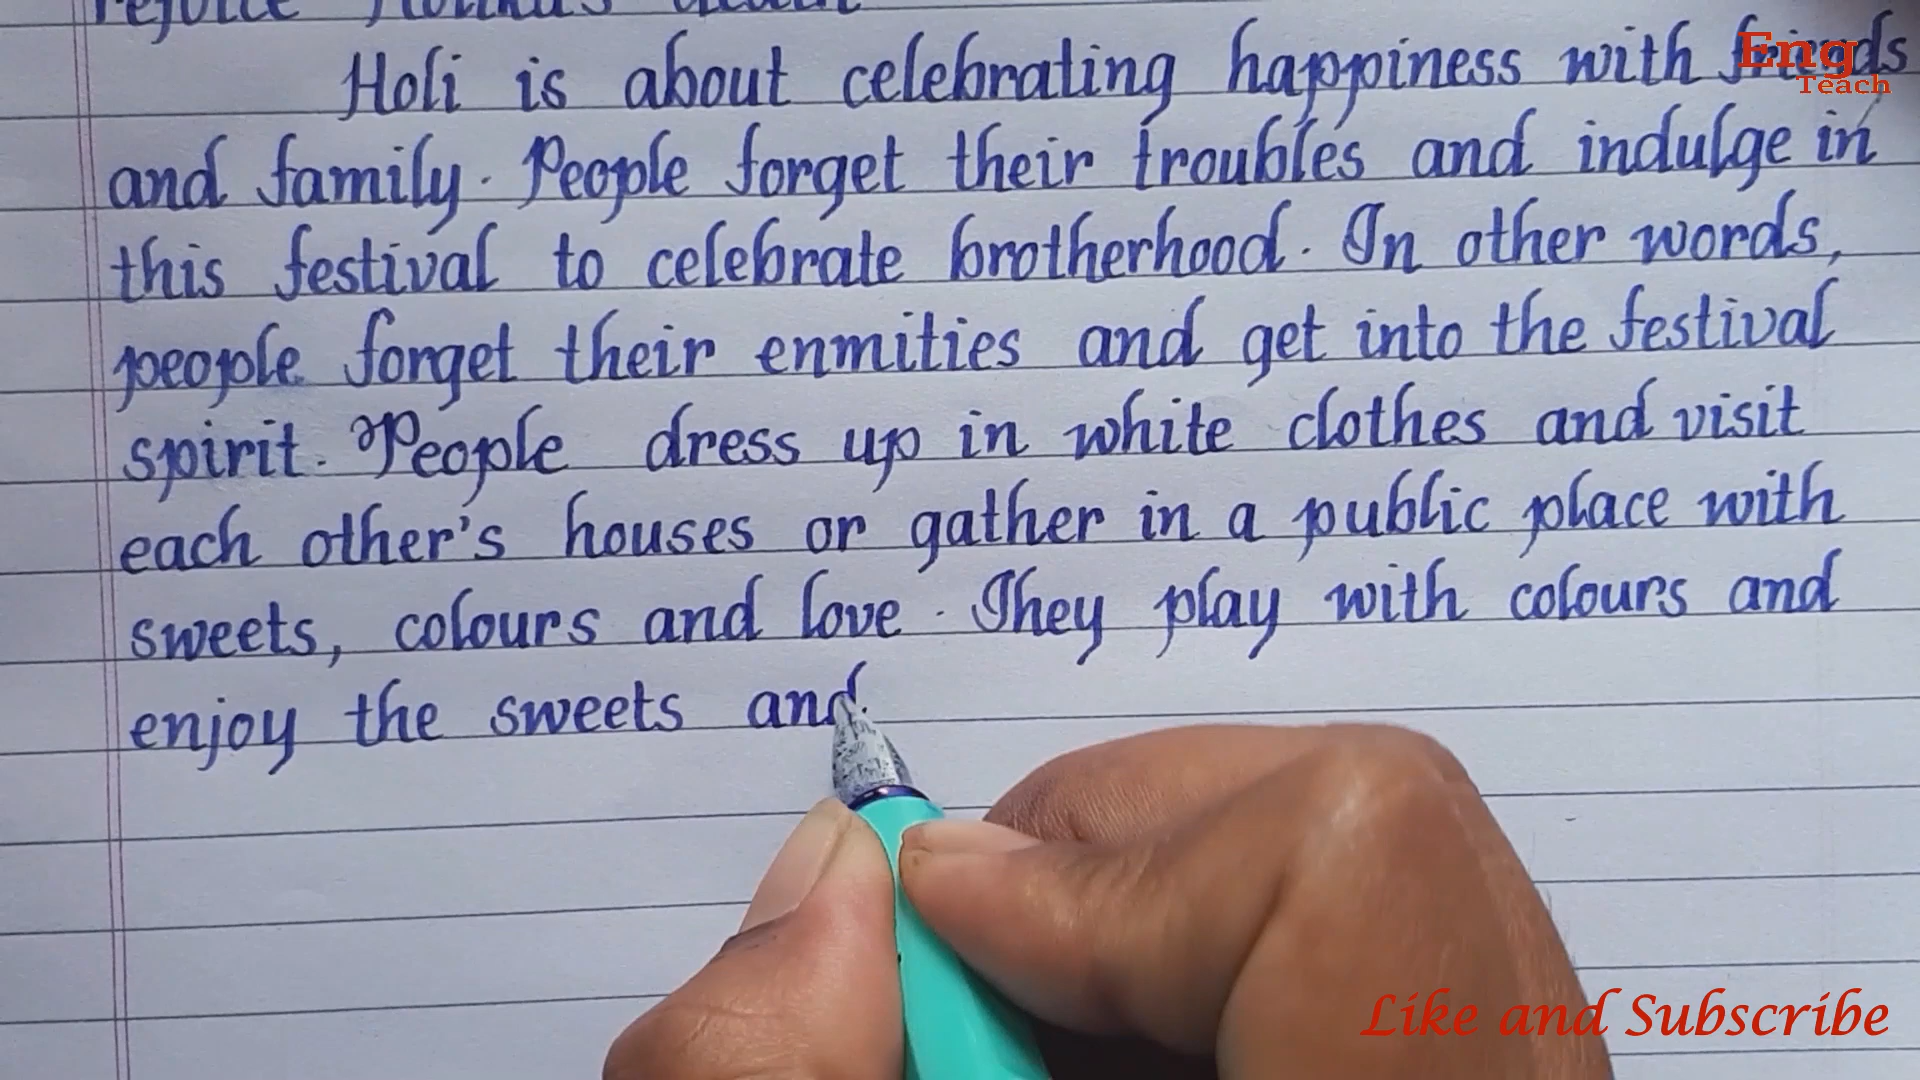 rejoice Holika's death
Holi is about celebrating happiness with friends
and family. People forget their troubles and indulge in
this festival to celebrate brotherhood. In other words,
people forget their enmities and get into the festival
spirit. People dress up in white clothes and visit
each other's houses or gather in a public place with
sweets, colours and love. They play with colours and
enjoy the sweets and
Eng
Teach
Like and Subscribe